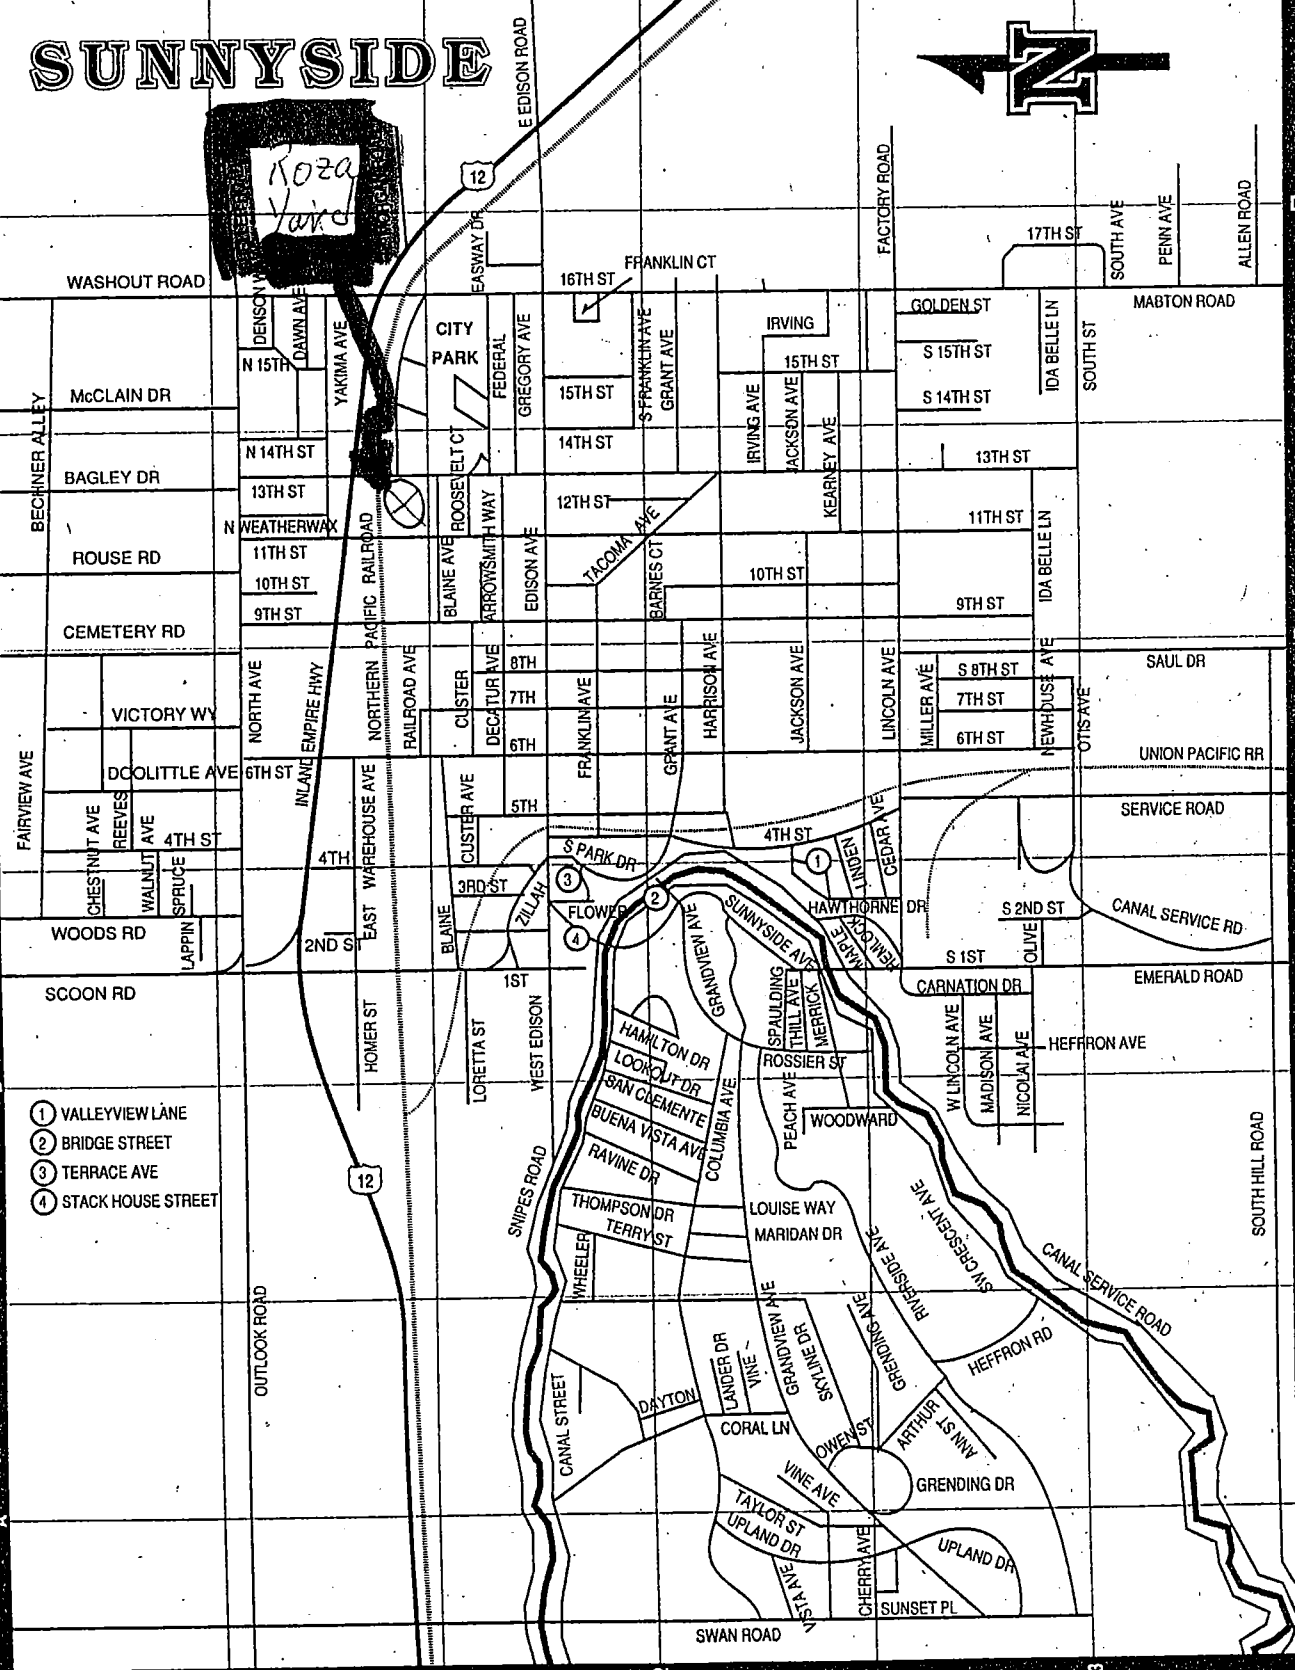 SUNNYSIDE
N
Roza
Yard
E EDISON ROAD
12
EASWAY DR
FACTORY ROAD
17TH ST
SOUTH AVE
PENN AVE
ALLEN ROAD
WASHOUT ROAD
FRANKLIN CT
16TH ST
GOLDEN ST
MABTON ROAD
DAWN AVE
YAKIMA AVE
CITY
PARK
FEDERAL
GREGORY AVE
S FRANKLIN AVE
GRANT AVE
IRVING
S 15TH ST
IDA BELLE LN
SOUTH ST
N 15TH
15TH ST
15TH ST
McCLAIN DR
S 14TH ST
BECHNER ALLEY
IRVING AVE
JACKSON AVE
KEARNEY AVE
N 14TH ST
ROOSEVELT CT
14TH ST
13TH ST
BAGLEY DR
13TH ST
12TH ST
N WEATHERWAX
ARROWSMITH WAY
TACOMA AVE
11TH ST
ROUSE RD
11TH ST
10TH ST
9TH ST
NORTHERN PACIFIC RAILROAD
BLAINE AVE
EDISON AVE
BARNES CT
10TH ST
9TH ST
IDA BELLE LN
CEMETERY RD
8TH
S 8TH ST
SAUL DR
NORTH AVE
INLAND EMPIRE HWY
RAILROAD AVE
CUSTER
DECATUR AVE
7TH
FRANKLIN AVE
GRANT AVE
HARRISON AVE
JACKSON AVE
LINCOLN AVE
MILLER AVE
7TH ST
NEWHOUSE AVE
OTIS AVE
VICTORY WY
6TH
6TH ST
UNION PACIFIC RR
FAIRVIEW AVE
DOOLITTLE AVE
6TH ST
5TH
SERVICE ROAD
CHESTNUT AVE
REEVES
WALNUT AVE
SPRUCE
4TH ST
4TH
EAST WAREHOUSE AVE
CUSTER AVE
S PARK DR
4TH ST
LINDEN
CEDAR AVE
1
3
2
4
3RD ST
ZILLAH
FLOWER
HAWTHORNE DR
S 2ND ST
CANAL SERVICE RD
WOODS RD
LAPPIN
2ND ST
BLAINE
GRANDVIEW AVE
SUNNYSIDE AVE
MAPLE
HEMLOCK
OLIVE
S 1ST
SCOON RD
1ST
CARNATION DR
EMERALD ROAD
HOMER ST
LORETTA ST
WEST EDISON
HAMILTON DR
SPAULDING
THILL AVE
MERRICK
W LINCOLN AVE
MADISON AVE
NICOLAI AVE
HEFFRON AVE
LOOKOUT DR
ROSSIER ST
SAN CLEMENTE
BUENA VISTA AVE
COLUMBIA AVE
PEACH AVE
WOODWARD
1 VALLEYVIEW LANE
2 BRIDGE STREET
3 TERRACE AVE
4 STACK HOUSE STREET
12
SNIPES ROAD
RAVINE DR
THOMPSON DR
TERRY ST
WHEELER
LOUISE WAY
MARIDAN DR
RIVERSIDE AVE
SW CRESCENT AVE
CANAL SERVICE ROAD
SOUTH HILL ROAD
OUTLOOK ROAD
LANDER DR
VINE
GRANDVIEW AVE
SKYLINE DR
GRENDING AVE
HEFFRON RD
CANAL STREET
DAYTON
CORAL LN
OWEN ST
ARTHUR
ANN ST
VINE AVE
GRENDING DR
TAYLOR ST
UPLAND DR
UPLAND DR
VISTA AVE
CHERRY AVE
SUNSET PL
SWAN ROAD